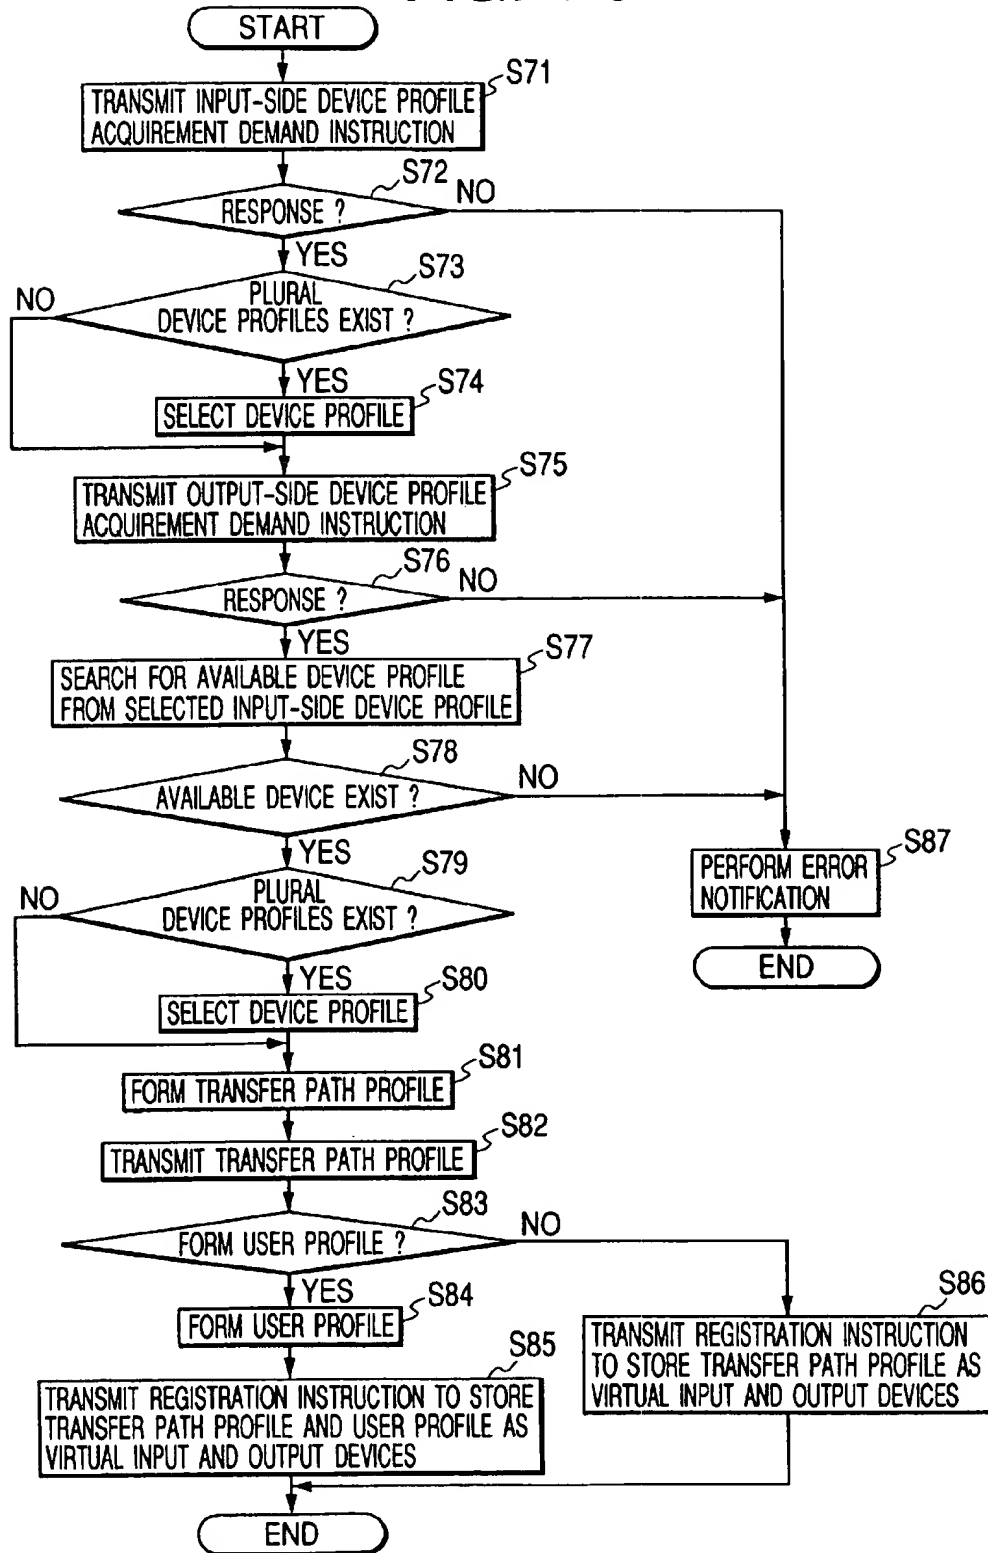 START
S71
TRANSMIT INPUT-SIDE DEVICE PROFILE
ACQUIREMENT DEMAND INSTRUCTION
S72
NO
RESPONSE ?
YES
S73
NO
PLURAL
DEVICE PROFILES EXIST ?
YES
S74
SELECT DEVICE PROFILE
S75
TRANSMIT OUTPUT-SIDE DEVICE PROFILE
ACQUIREMENT DEMAND INSTRUCTION
S76
NO
RESPONSE ?
YES
S77
SEARCH FOR AVAILABLE DEVICE PROFILE
FROM SELECTED INPUT-SIDE DEVICE PROFILE
S78
NO
AVAILABLE DEVICE EXIST ?
YES
S79
NO
PLURAL
DEVICE PROFILES EXIST ?
S87
PERFORM ERROR
NOTIFICATION
END
YES
S80
SELECT DEVICE PROFILE
S81
FORM TRANSFER PATH PROFILE
S82
TRANSMIT TRANSFER PATH PROFILE
S83
NO
FORM USER PROFILE ?
YES
S84
FORM USER PROFILE
S86
TRANSMIT REGISTRATION INSTRUCTION
TO STORE TRANSFER PATH PROFILE AS
VIRTUAL INPUT AND OUTPUT DEVICES
S85
TRANSMIT REGISTRATION INSTRUCTION TO STORE
TRANSFER PATH PROFILE AND USER PROFILE AS
VIRTUAL INPUT AND OUTPUT DEVICES
END